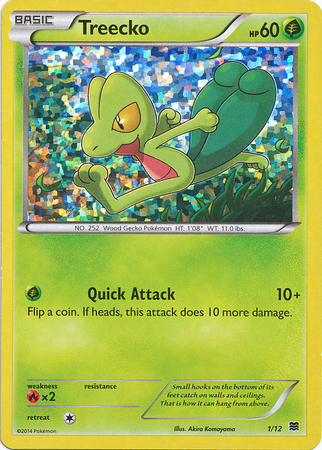 BASIC
Treecko
HP60
NO. 252 Wood Gecko Pokémon HT: 1'08" WT: 11.0 lbs.
Quick Attack 10+
Flip a coin. If heads, this attack does 10 more damage.
weakness resistance
×2
Small hooks on the bottom of its
feet catch on walls and ceilings.
That is how it can hang from above.
retreat
©2014 Pokémon
Illus. Akira Komayama
1/12